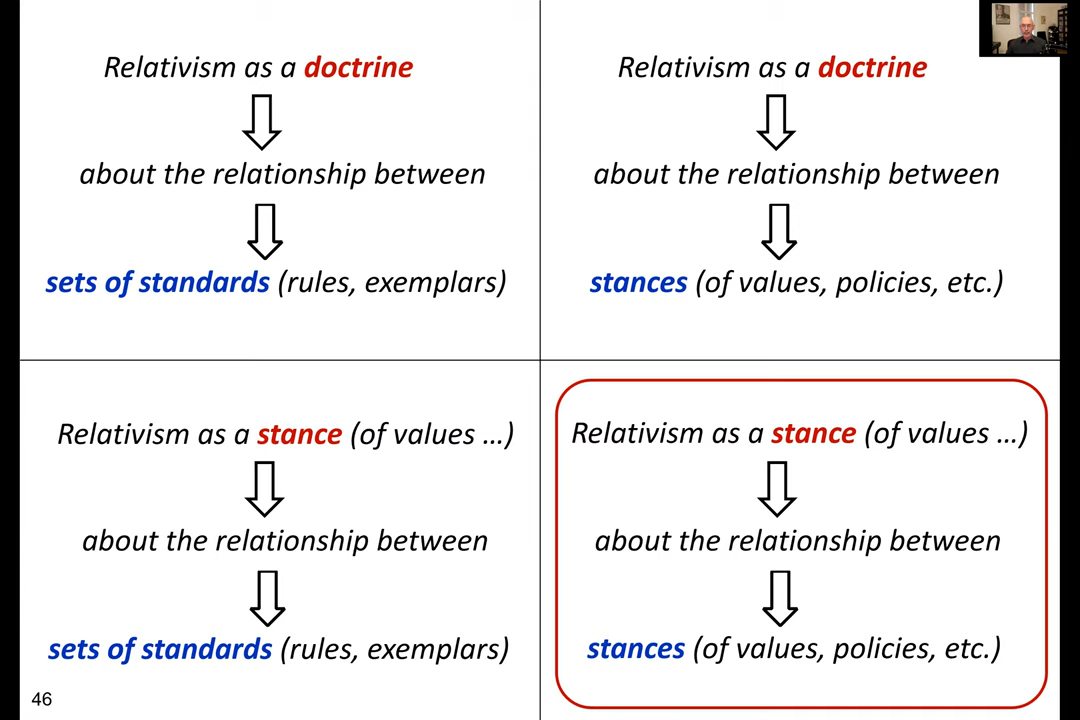 Relativism as a doctrine
about the relationship between
sets of standards (rules, exemplars)
Relativism as a doctrine
about the relationship between
stances (of values, policies, etc.)
Relativism as a stance (of values …)
about the relationship between
sets of standards (rules, exemplars)
Relativism as a stance (of values …)
about the relationship between
stances (of values, policies, etc.)
46